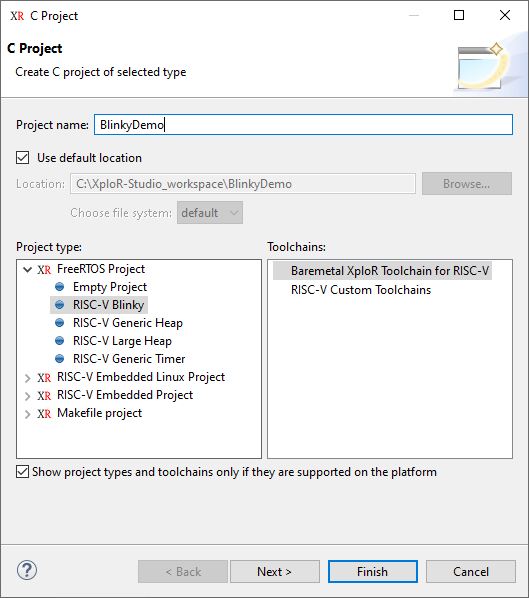 XR C Project
C Project
Create C project of selected type
Project name: BlinkyDemo
Use default location
Location: C:\XploR-Studio_workspace\BlinkyDemo Browse...
Choose file system: default
Project type: Toolchains:
XR FreeRTOS Project Baremetal XploR Toolchain for RISC-V
Empty Project RISC-V Custom Toolchains
RISC-V Blinky
RISC-V Generic Heap
RISC-V Large Heap
RISC-V Generic Timer
XR RISC-V Embedded Linux Project
XR RISC-V Embedded Project
XR Makefile project
Show project types and toolchains only if they are supported on the platform
? < Back Next > Finish Cancel